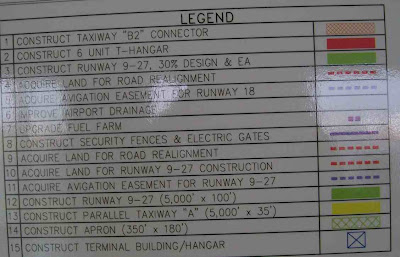 LEGEND
1 CONSTRUCT TAXIWAY "B2" CONNECTOR
2 CONSTRUCT 6 UNIT T-HANGAR
3 CONSTRUCT RUNWAY 9-27, 30% DESIGN & EA
4 ACQUIRE LAND FOR ROAD REALIGNMENT
5 ACQUIRE AVIGATION EASEMENT FOR RUNWAY 18
6 IMPROVE AIRPORT DRAINAGE
7 UPGRADE FUEL FARM
8 CONSTRUCT SECURITY FENCES & ELECTRIC GATES
9 ACQUIRE LAND FOR ROAD REALIGNMENT
10 ACQUIRE LAND FOR RUNWAY 9-27 CONSTRUCTION
11 ACQUIRE AVIGATION EASEMENT FOR RUNWAY 9-27
12 CONSTRUCT RUNWAY 9-27 (5,000' x 100')
13 CONSTRUCT PARALLEL TAXIWAY "A" (5,000' x 35')
14 CONSTRUCT APRON (350' x 180')
15 CONSTRUCT TERMINAL BUILDING/HANGAR